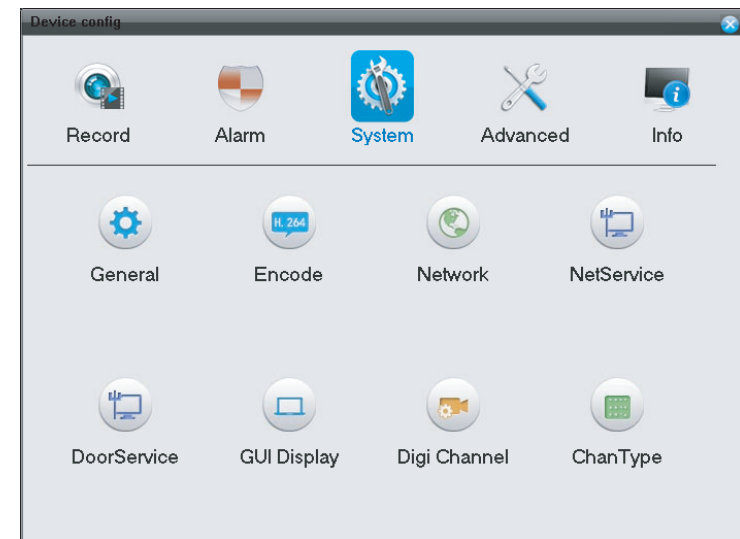 Device config
Record Alarm System Advanced Info
General Encode Network NetService
H. 264
DoorService GUI Display Digi Channel ChanType